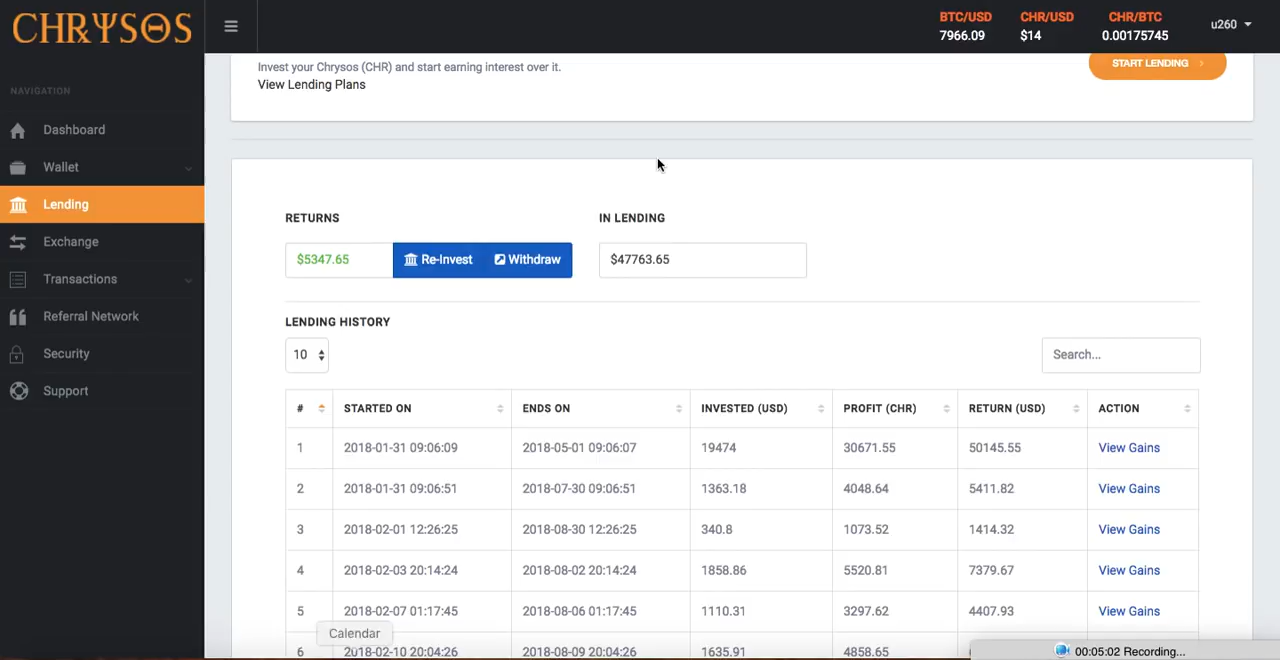 CHRYSOS
BTC/USD CHR/USD CHR/BTC
7966.09 $14 0.00175745
u260
NAVIGATION
Dashboard
Wallet
Lending
Exchange
Transactions
Referral Network
Security
Support
Invest your Chrysos (CHR) and start earning interest over it.
View Lending Plans
START LENDING
RETURNS IN LENDING
$5347.65 Re-Invest Withdraw $47763.65
LENDING HISTORY
10 Search...
# STARTED ON ENDS ON INVESTED (USD) PROFIT (CHR) RETURN (USD) ACTION
1 2018-01-31 09:06:09 2018-05-01 09:06:07 19474 30671.55 50145.55 View Gains
2 2018-01-31 09:06:51 2018-07-30 09:06:51 1363.18 4048.64 5411.82 View Gains
3 2018-02-01 12:26:25 2018-08-30 12:26:25 340.8 1073.52 1414.32 View Gains
4 2018-02-03 20:14:24 2018-08-02 20:14:24 1858.86 5520.81 7379.67 View Gains
5 2018-02-07 01:17:45 2018-08-06 01:17:45 1110.31 3297.62 4407.93 View Gains
Calendar
6 2018-02-10 20:04:26 2018-08-09 20:04:26 1635.91 4858.65
00:05:02 Recording...